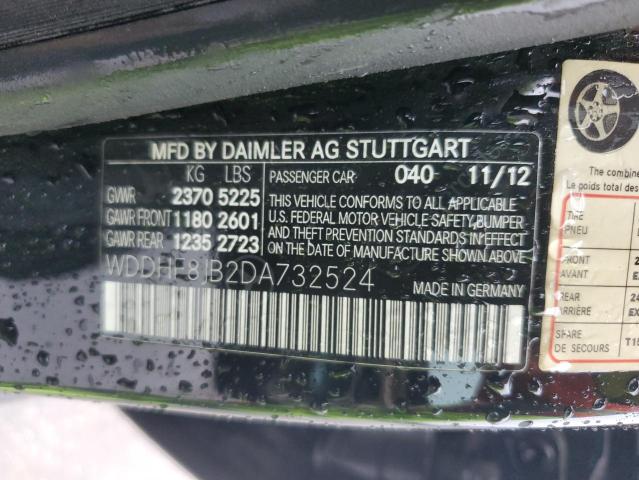 MFD BY DAIMLER AG STUTTGART
KG LBS
GVWR 2370 5225
GAWR FRONT 1180 2601
GAWR REAR 1235 2723
PASSENGER CAR 040 11/12
THIS VEHICLE CONFORMS TO ALL APPLICABLE
U.S. FEDERAL MOTOR VEHICLE SAFETY, BUMPER
AND THEFT PREVENTION STANDARDS IN EFFECT
ON THE DATE OF MANUFACTURE SHOWN ABOVE
WDDHF8JB2DA732524
MADE IN GERMANY
The combine
Le poids total des
TIRE
PNEU
AVANT
REAR
ARRIÈRE
SPARE
DE SECOURS